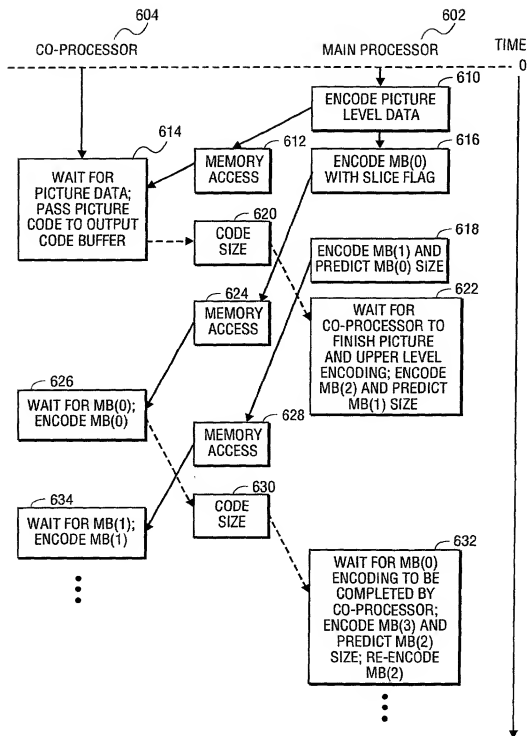 604
602
CO-PROCESSOR
MAIN PROCESSOR
TIME
0
610
ENCODE PICTURE
LEVEL DATA
614
612
616
WAIT FOR
PICTURE DATA;
PASS PICTURE
CODE TO OUTPUT
CODE BUFFER
MEMORY
ACCESS
ENCODE MB(0)
WITH SLICE FLAG
620
CODE
SIZE
618
ENCODE MB(1) AND
PREDICT MB(0) SIZE
624
MEMORY
ACCESS
622
WAIT FOR
CO-PROCESSOR TO
FINISH PICTURE
AND UPPER LEVEL
ENCODING; ENCODE
MB(2) AND PREDICT
MB(1) SIZE
626
WAIT FOR MB(0);
ENCODE MB(0)
628
MEMORY
ACCESS
634
WAIT FOR MB(1);
ENCODE MB(1)
630
CODE
SIZE
632
WAIT FOR MB(0)
ENCODING TO BE
COMPLETED BY
CO-PROCESSOR;
ENCODE MB(3) AND
PREDICT MB(2)
SIZE; RE-ENCODE
MB(2)